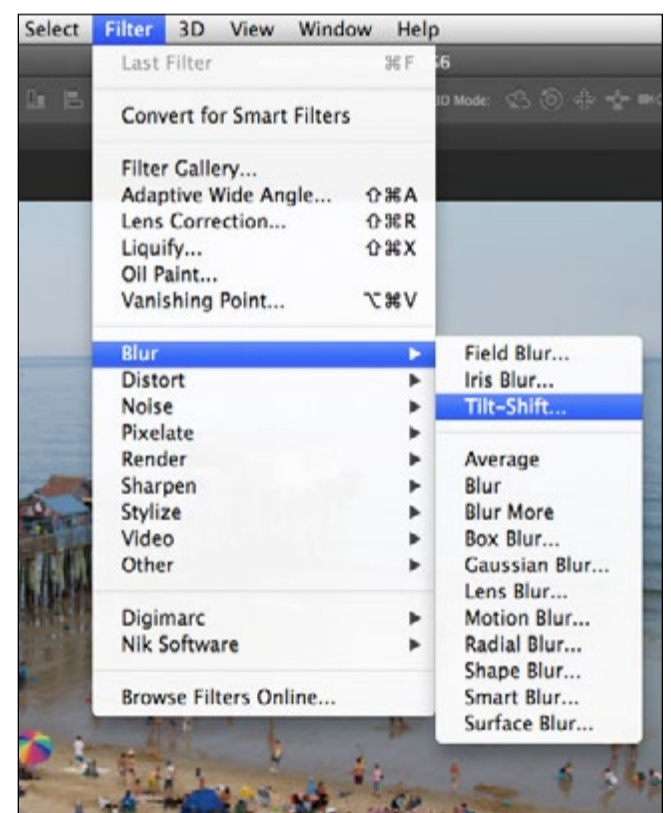 Select Filter 3D View Window Help
Last Filter ⌘F
Convert for Smart Filters
3D Mode:
Filter Gallery...
Adaptive Wide Angle... ⇧⌘A
Lens Correction... ⇧⌘R
Liquify... ⇧⌘X
Oil Paint...
Vanishing Point... ⌥⌘V
Blur ▶
Distort ▶
Noise ▶
Pixelate ▶
Render ▶
Sharpen ▶
Stylize ▶
Video ▶
Other ▶
Digimarc ▶
Nik Software ▶
Browse Filters Online...
Field Blur...
Iris Blur...
Tilt-Shift...
Average
Blur
Blur More
Box Blur...
Gaussian Blur...
Lens Blur...
Motion Blur...
Radial Blur...
Shape Blur...
Smart Blur...
Surface Blur...